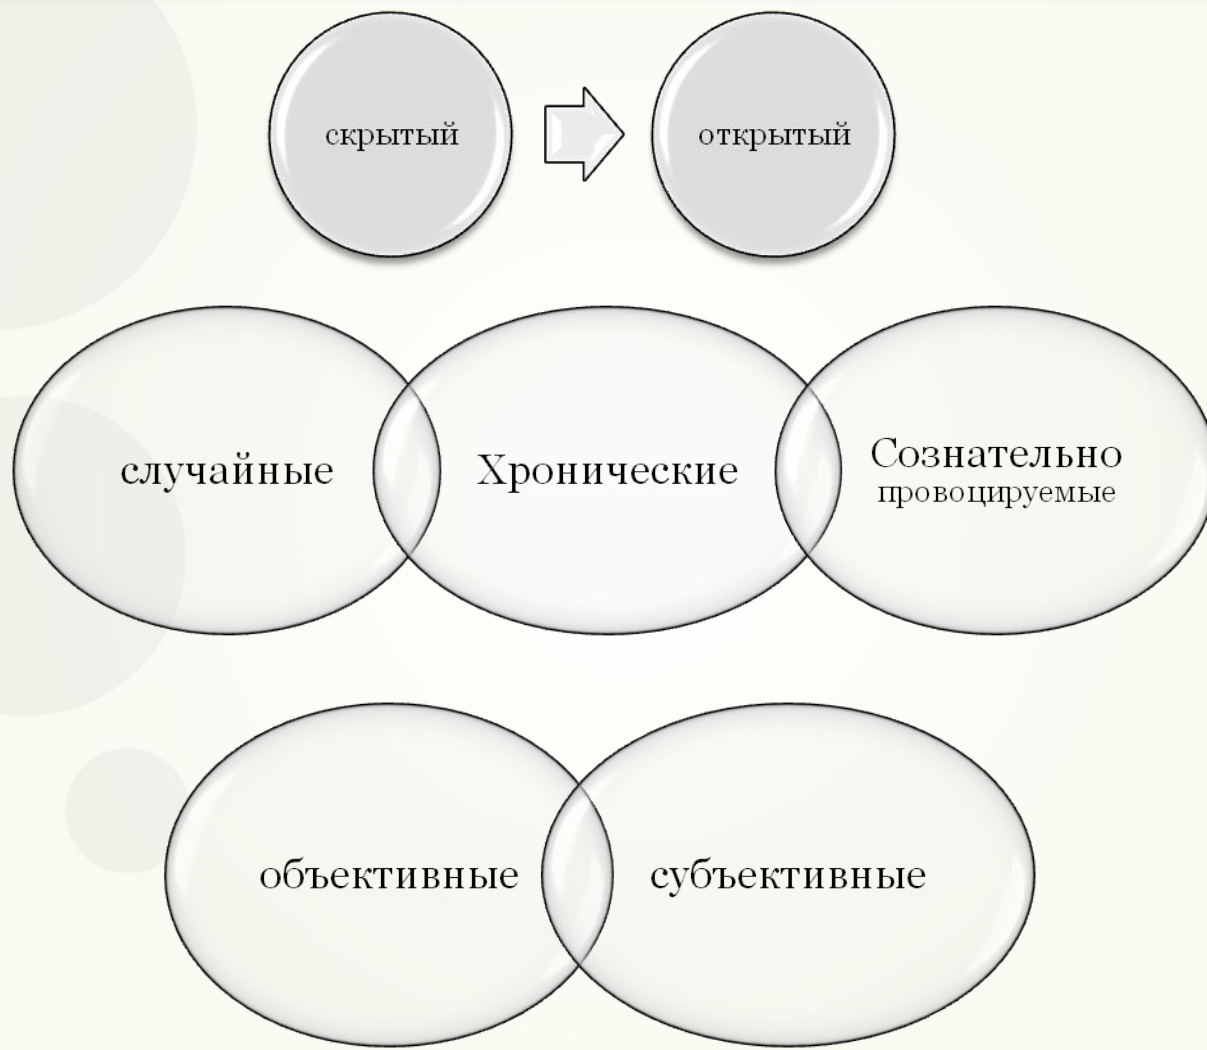 скрытый
открытый
случайные
Хронические
Сознательно
провоцируемые
объективные
субъективные